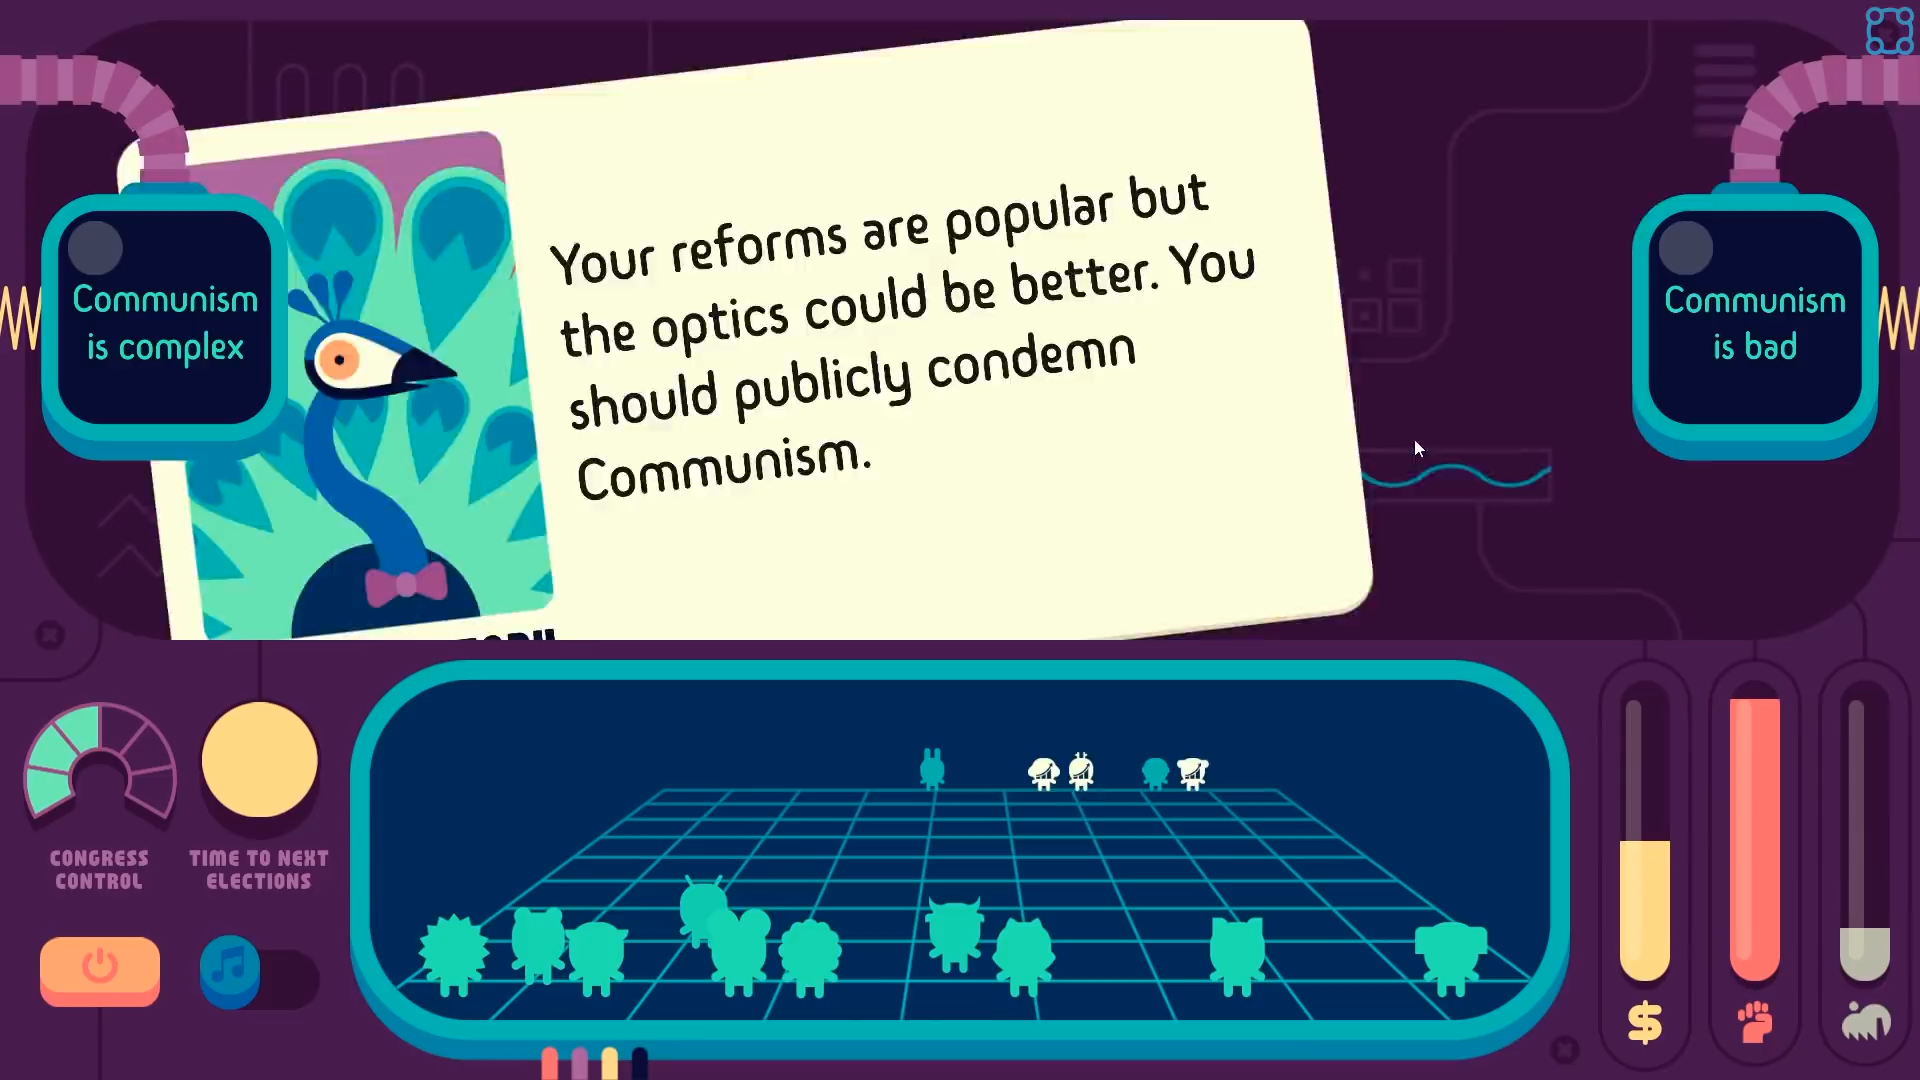 Your reforms are popular but
the optics could be better. You
should publicly condemn
Communism.
Communism
is complex
Communism
is bad
CONGRESS
CONTROL
TIME TO NEXT
ELECTIONS
$